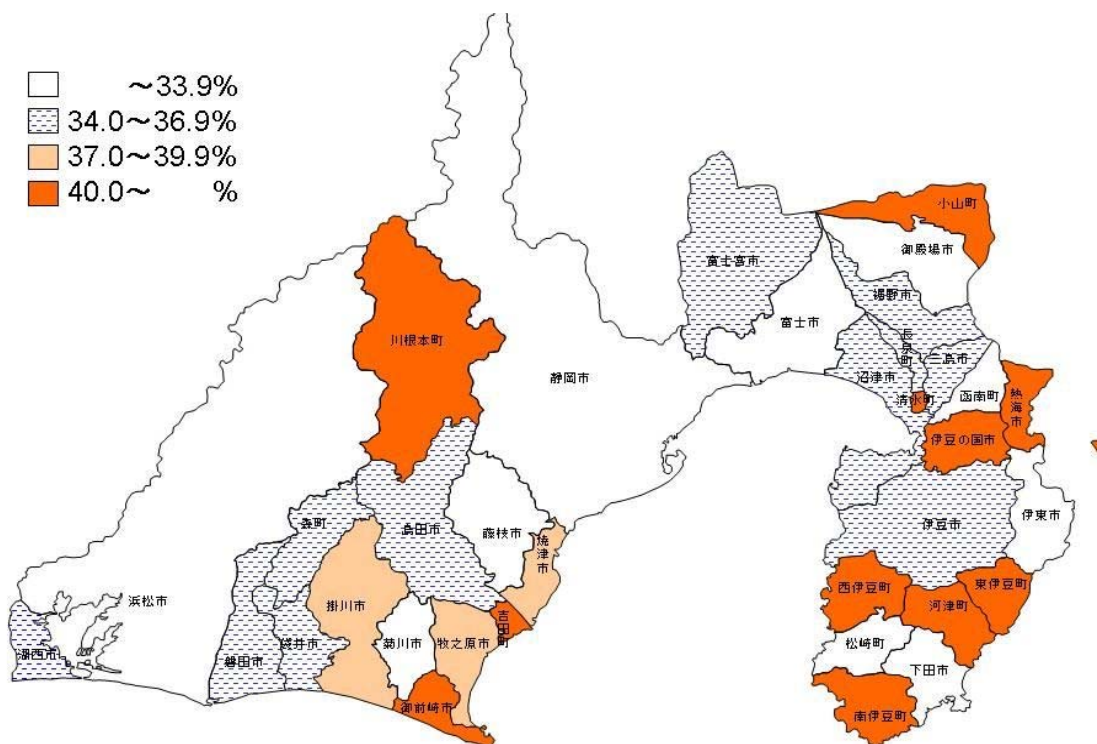 ～33.9%
34.0～36.9%
37.0～39.9%
40.0～ %
小山町
御殿場市
富士宮市
裾野市
富士市
長泉町
三島市
川根本町
静岡市
沼津市
清水町
函南町
熱海市
伊豆の国市
伊豆市
伊東市
森町
島田市
藤枝市
焼津市
西伊豆町
東伊豆町
河津町
浜松市
掛川市
吉田町
湖西市
磐田市
袋井市
菊川市
牧之原市
松崎町
下田市
御前崎市
南伊豆町